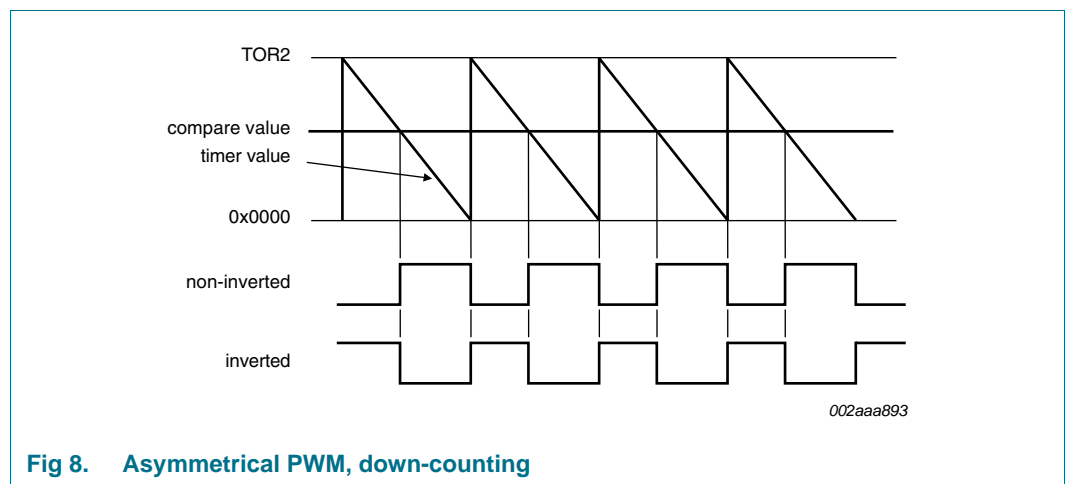 TOR2
compare value
timer value
0x0000
non-inverted
inverted
002aaa893
Fig 8. Asymmetrical PWM, down-counting